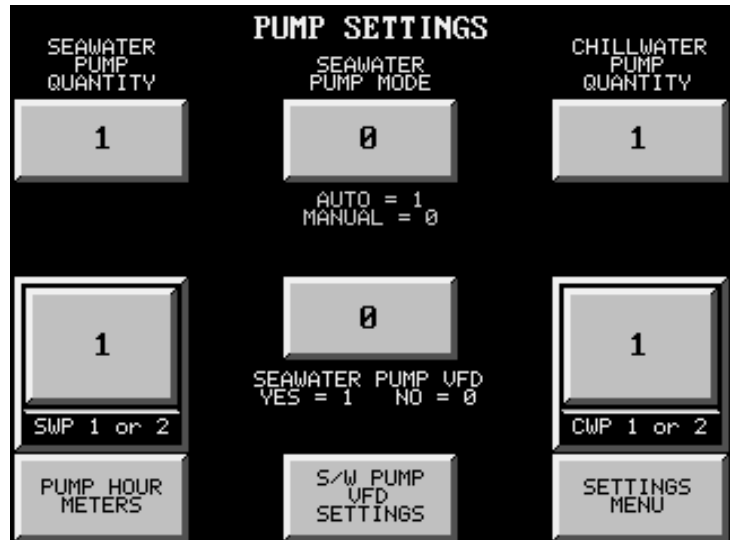 PUMP SETTINGS
SEAWATER
PUMP
QUANTITY
1
SEAWATER
PUMP MODE
0
AUTO = 1
MANUAL = 0
CHILLWATER
PUMP
QUANTITY
1
1
SWP 1 or 2
0
SEAWATER PUMP VFD
YES = 1 NO = 0
1
CWP 1 or 2
PUMP HOUR
METERS
S/W PUMP
VFD
SETTINGS
SETTINGS
MENU